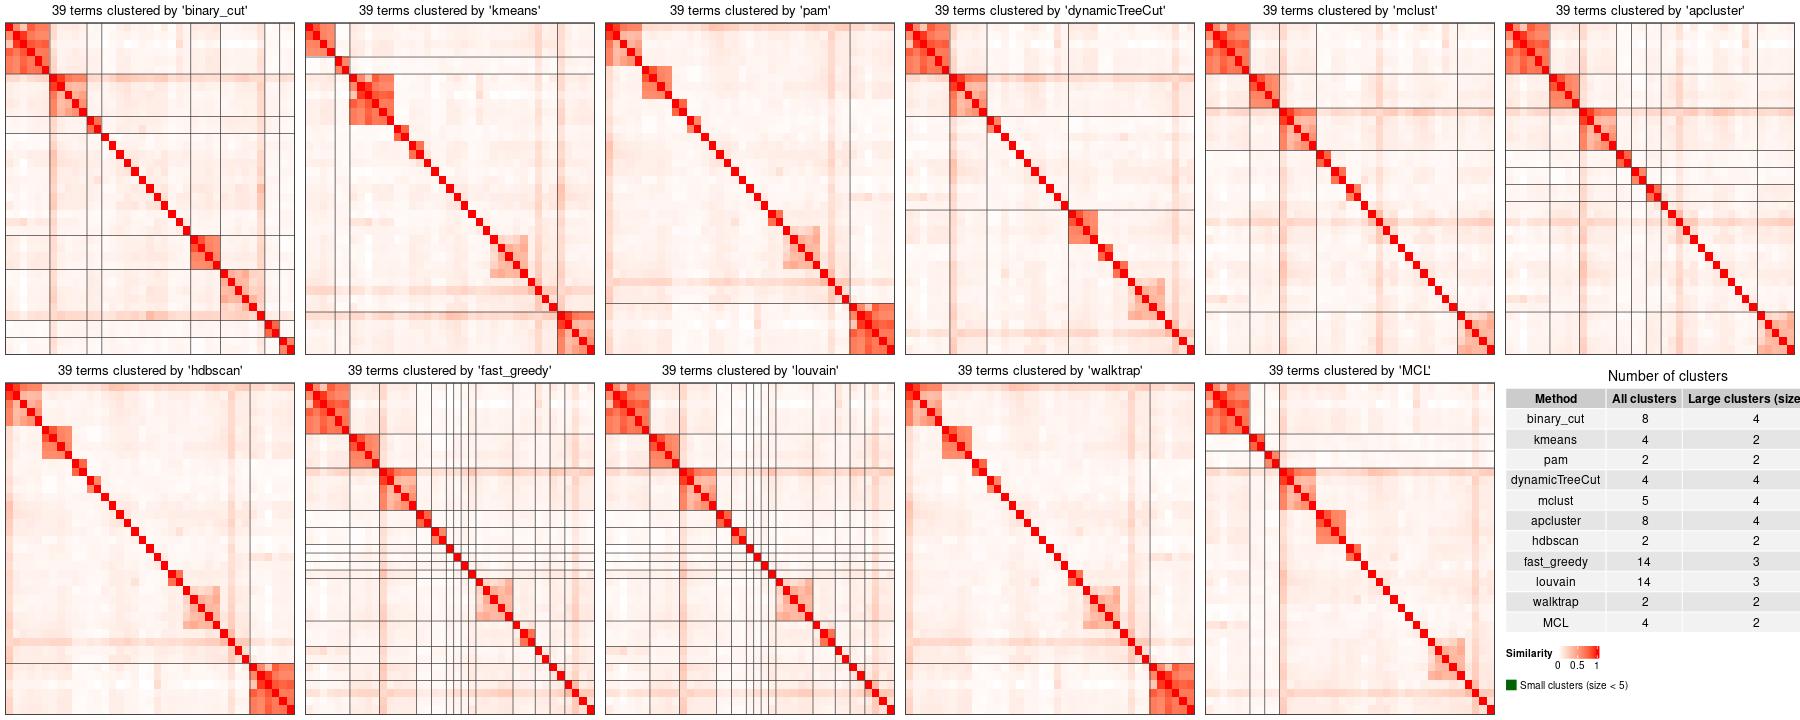 39 terms clustered by 'binary_cut'
39 terms clustered by 'kmeans'
39 terms clustered by 'pam'
39 terms clustered by 'dynamicTreeCut'
39 terms clustered by 'mclust'
39 terms clustered by 'apcluster'
39 terms clustered by 'hdbscan'
39 terms clustered by 'fast_greedy'
39 terms clustered by 'louvain'
39 terms clustered by 'walktrap'
39 terms clustered by 'MCL'
Number of clusters
Method All clusters Large clusters (size
binary_cut 8 4
kmeans 4 2
pam 2 2
dynamicTreeCut 4 4
mclust 5 4
apcluster 8 4
hdbscan 2 2
fast_greedy 14 3
louvain 14 3
walktrap 2 2
MCL 4 2
Similarity
0 0.5 1
Small clusters (size < 5)